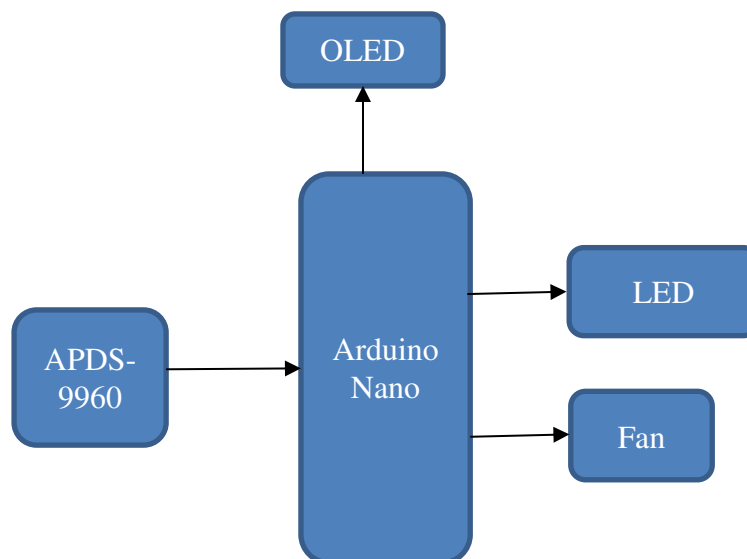 OLED
LED
APDS-
9960
Arduino
Nano
Fan